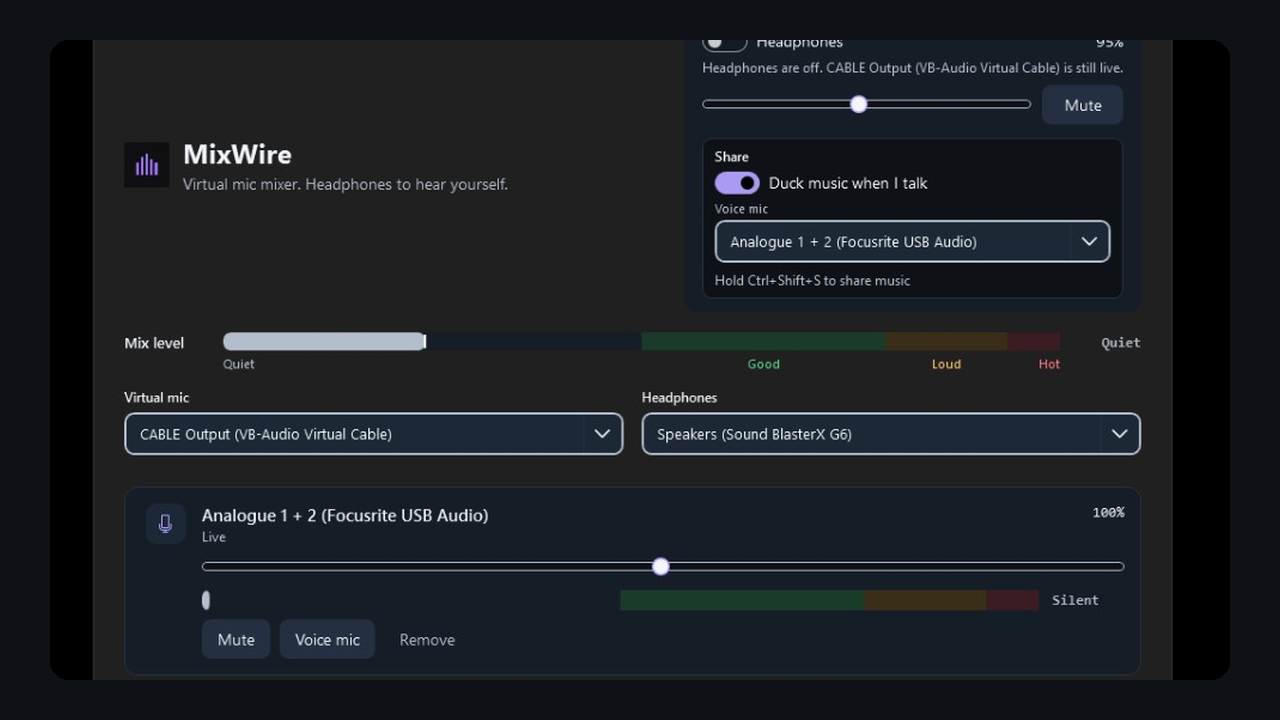 Headphones
95%
Headphones are off. CABLE Output (VB-Audio Virtual Cable) is still live.
Mute
MixWire
Virtual mic mixer. Headphones to hear yourself.
Share
Duck music when I talk
Voice mic
Analogue 1 + 2 (Focusrite USB Audio)
Hold Ctrl+Shift+S to share music
Mix level
Quiet
Quiet
Good
Loud
Hot
Virtual mic
Headphones
CABLE Output (VB-Audio Virtual Cable)
Speakers (Sound BlasterX G6)
Analogue 1 + 2 (Focusrite USB Audio)
100%
Live
Silent
Mute
Voice mic
Remove